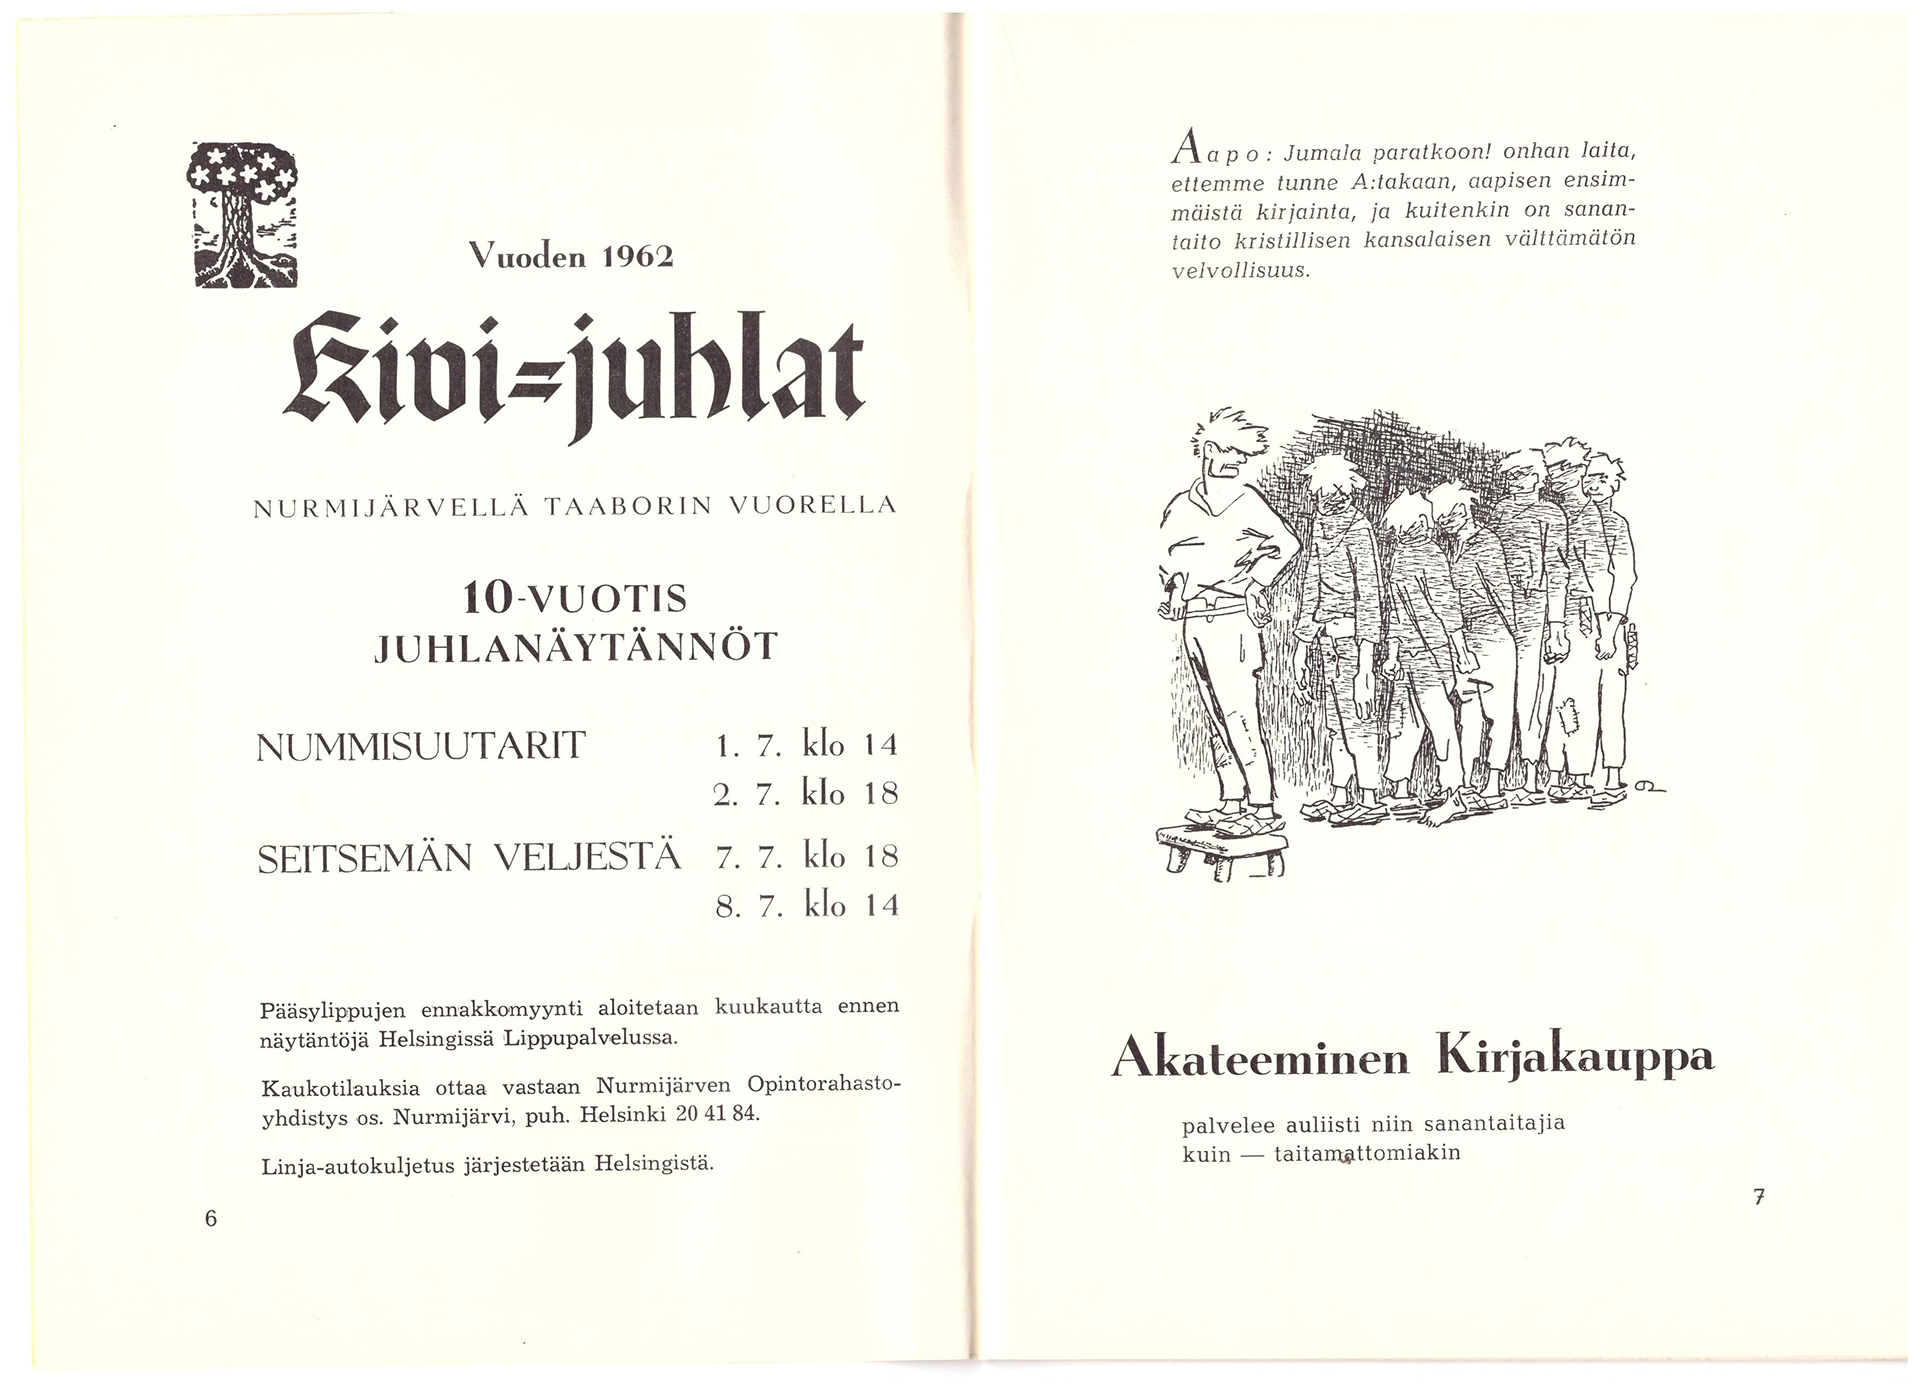 Vuoden 1962
Kivi-juhlat
NURMIJÄRVELLÄ TAABORIN VUORELLA
10-VUOTIS
JUHLANÄYTÄNNÖT
NUMMISUUTARIT 1. 7. klo 14
2. 7. klo 18
SEITSEMÄN VELJESTÄ 7. 7. klo 18
8. 7. klo 14
Pääsylippujen ennakkomyynti aloitetaan kuukautta ennen
näytäntöjä Helsingissä Lippupalvelussa.
Kaukotilauksia ottaa vastaan Nurmijärven Opintorahasto-
yhdistys os. Nurmijärvi, puh. Helsinki 20 41 84.
Linja-autokuljetus järjestetään Helsingistä.
6
Aapo: Jumala paratkoon! onhan laita,
ettemme tunne A:takaan, aapisen ensim-
mäistä kirjainta, ja kuitenkin on sanan-
taito kristillisen kansalaisen välttämätön
velvollisuus.
Akateeminen Kirjakauppa
palvelee auliisti niin sanantaitajia
kuin — taitamattomiakin
7